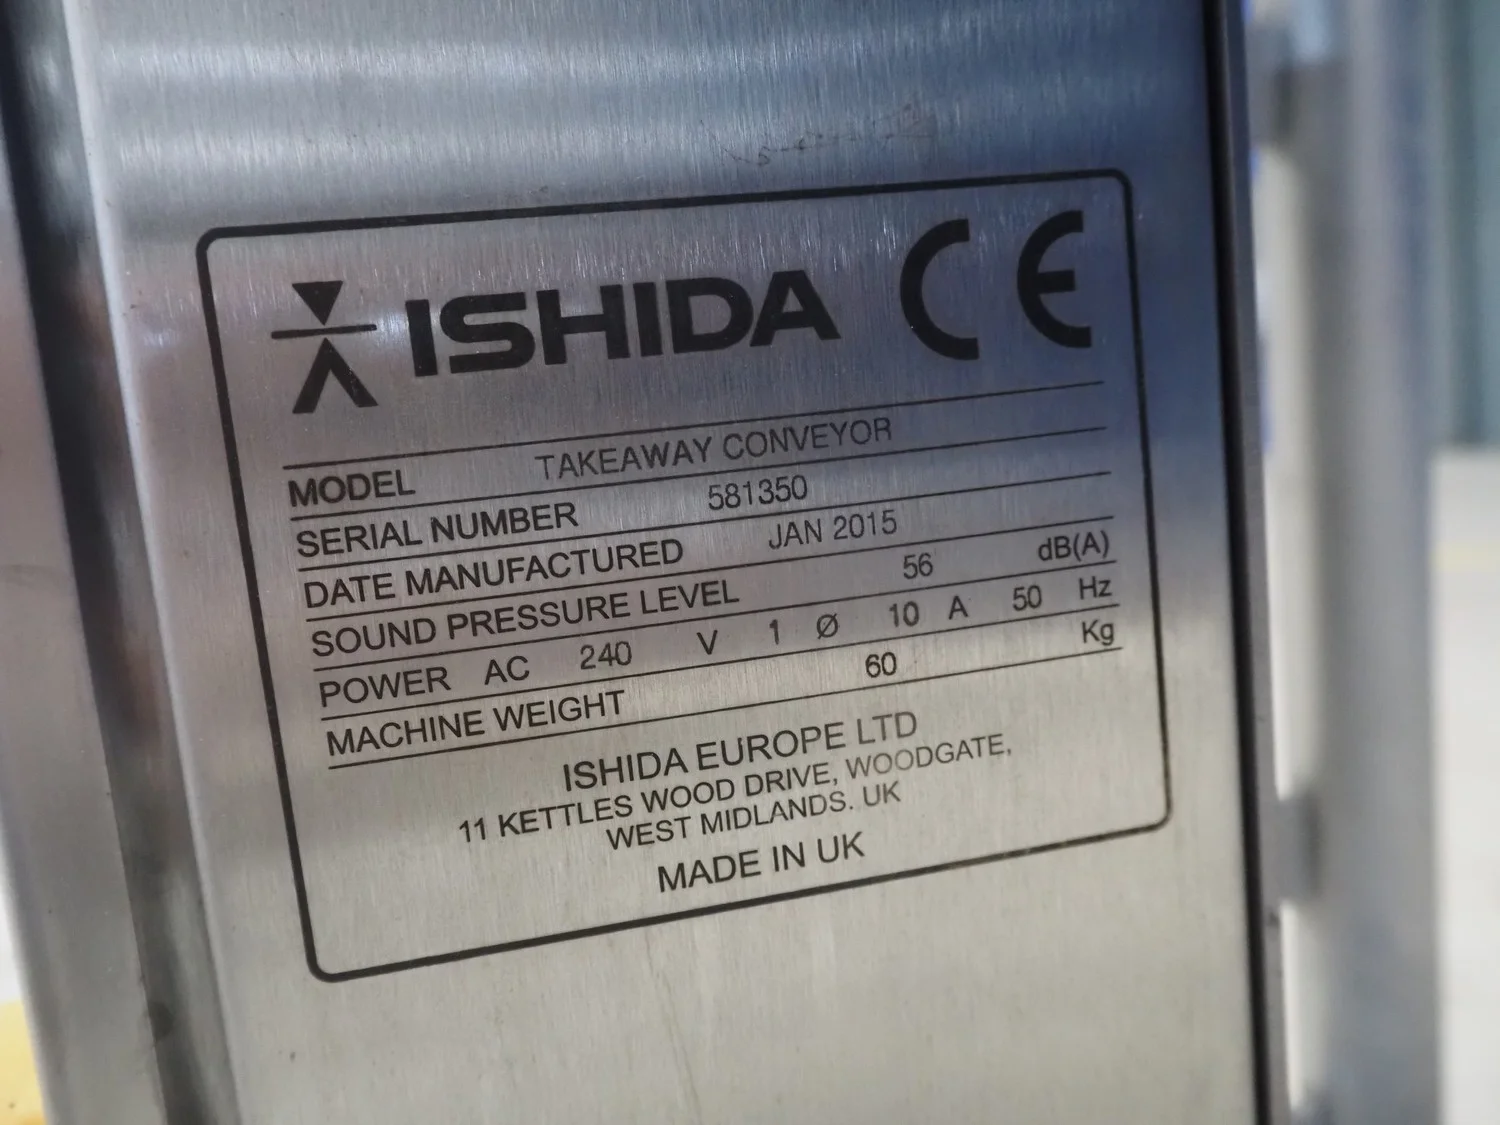 ISHIDA CE
MODEL TAKEAWAY CONVEYOR
SERIAL NUMBER 581350
DATE MANUFACTURED JAN 2015
SOUND PRESSURE LEVEL 56 dB(A)
POWER AC 240 V 1 Ø 10 A 50 Hz
MACHINE WEIGHT 60 Kg
ISHIDA EUROPE LTD
11 KETTLES WOOD DRIVE, WOODGATE,
WEST MIDLANDS. UK
MADE IN UK